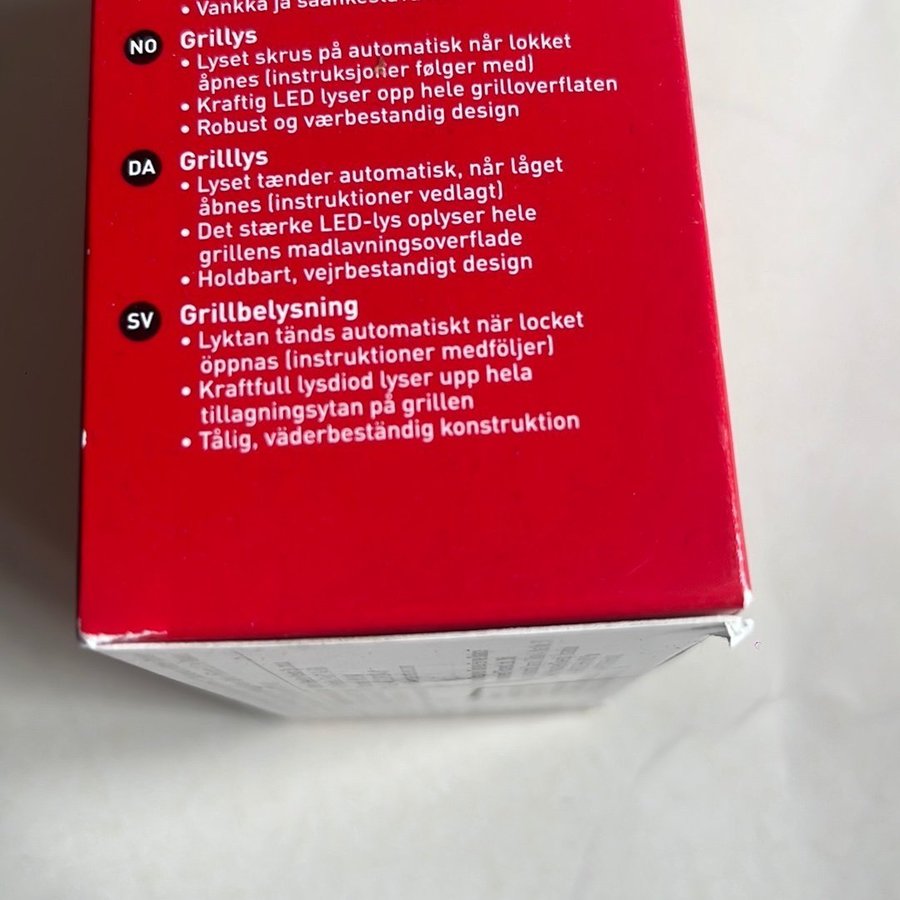 • Vankka ja
NO Grillys
• Lyset skrus på automatisk når lokket
åpnes (instruksjoner følger med)
• Kraftig LED lyser opp hele grilloverflaten
• Robust og værbestandig design
DA Grilllys
• Lyset tænder automatisk, når låget
åbnes (instruktioner vedlagt)
• Det stærke LED-lys oplyser hele
grillens madlavningsoverflade
• Holdbart, vejrbestandigt design
SV Grillbelysning
• Lyktan tänds automatiskt när locket
öppnas (instruktioner medföljer)
• Kraftfull lysdiod lyser upp hela
tillagningsytan på grillen
• Tålig, väderbeständig konstruktion